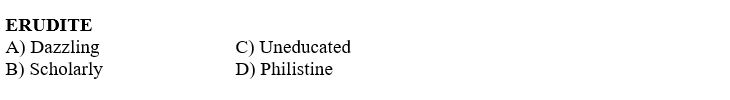 ERUDITE
A) Dazzling C) Uneducated
B) Scholarly D) Philistine